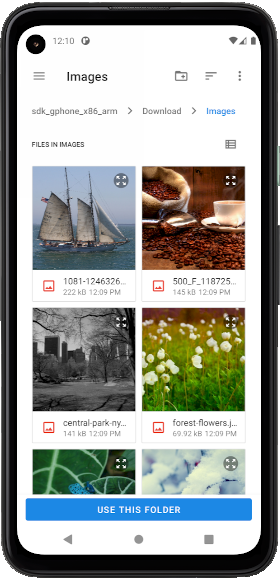 12:10
Images
sdk_gphone_x86_arm > Download > Images
FILES IN IMAGES
1081-1246326...
222 kB 12:09 PM
500_F_118725...
145 kB 12:09 PM
central-park-ny...
141 kB 12:09 PM
forest-flowers.j...
69.92 kB 12:09 PM
USE THIS FOLDER